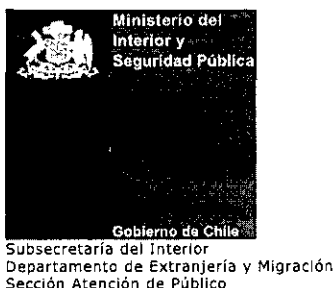 Ministerio del
Interior y
Seguridad Pública
Gobierno de Chile
Subsecretaría del Interior
Departamento de Extranjería y Migración
Sección Atención de Público